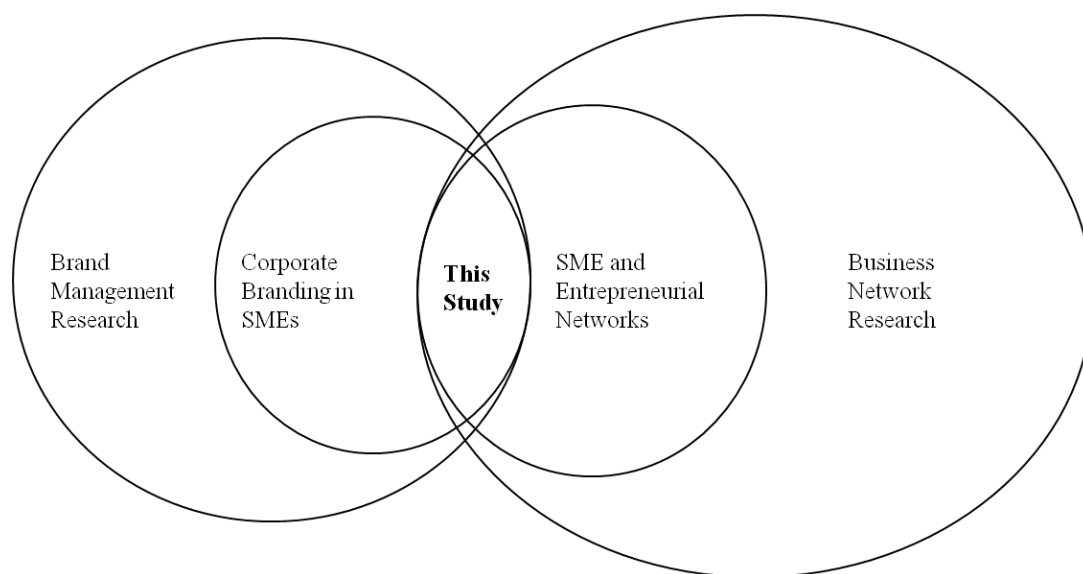 Brand
Management
Research
Corporate
Branding in
SMEs
This
Study
SME and
Entrepreneurial
Networks
Business
Network
Research